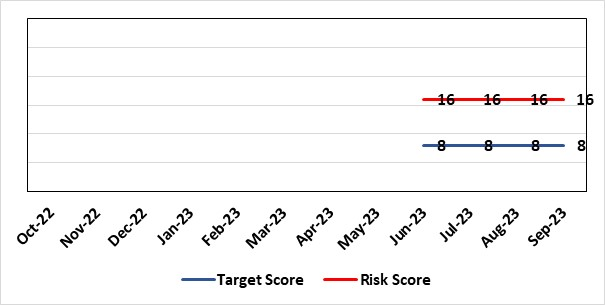 16 16 16 16
8 8 8 8
Oct-22 Nov-22 Dec-22 Jan-23 Feb-23 Mar-23 Apr-23 May-23 Jun-23 Jul-23 Aug-23 Sep-23
Target Score Risk Score